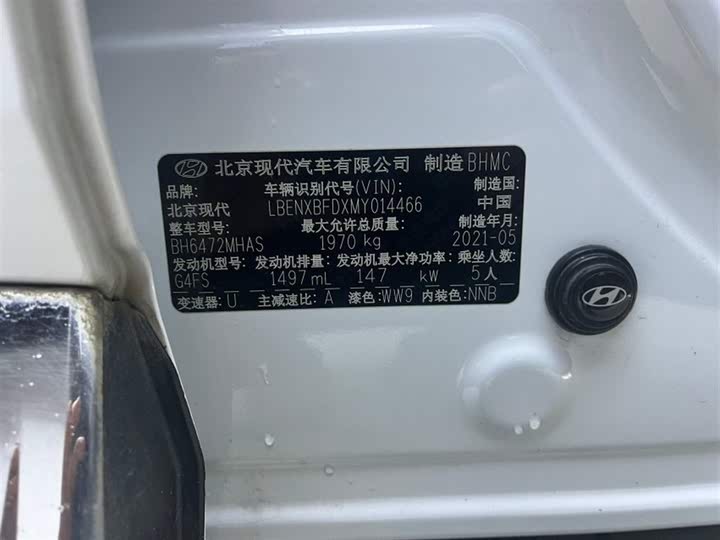 北京现代汽车有限公司 制造 BHMC
品牌: 车辆识别代号(VIN): 制造国:
北京现代 LBENXBFDXMY014466 中国
整车型号: 最大允许总质量: 制造年月:
BH6472MHAS 1970 kg 2021-05
发动机型号: 发动机排量: 发动机最大净功率: 乘坐人数:
G4FS 1497 mL 147 kW 5人
变速器: U 主减速比: A 漆色: WW9 内装色: NNB